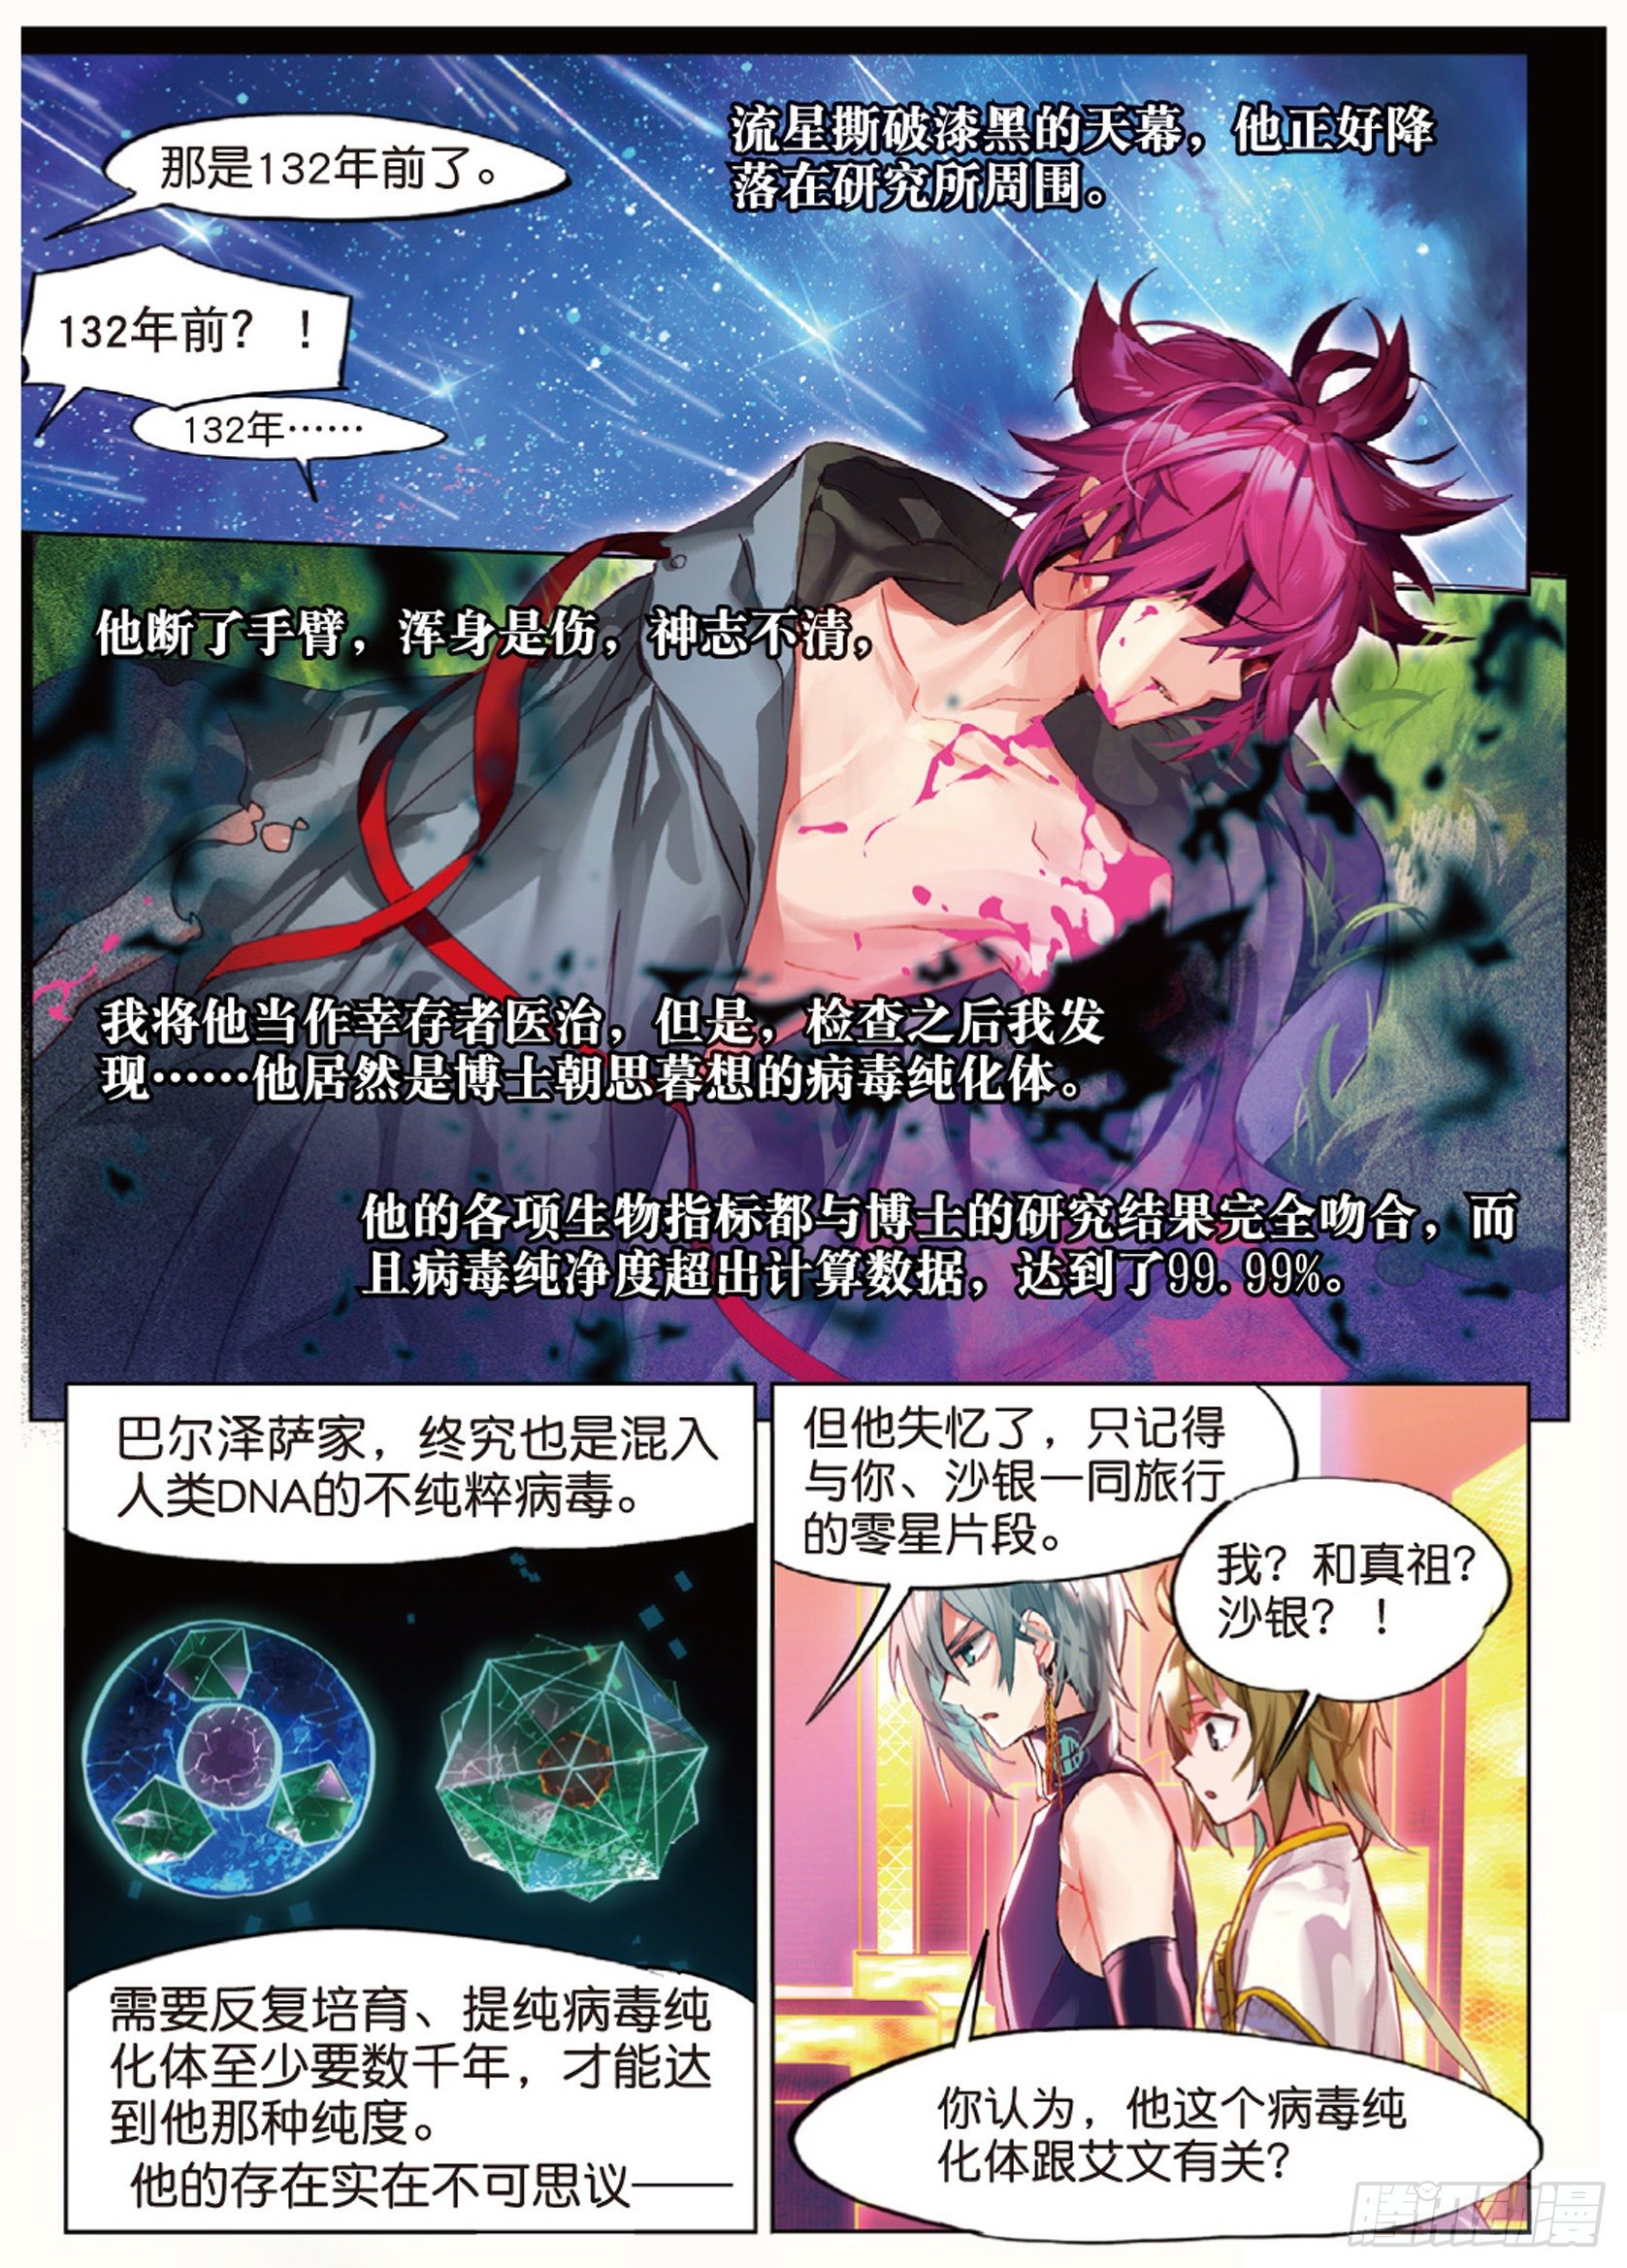 那是132年前了。
流星撕破漆黑的天幕，他正好降
落在研究所周围。
132年前？！
132年……
他断了手臂，浑身是伤，神志不清，
我将他当作幸存者医治，但是，检查之后我发
现……他居然是博士朝思暮想的病毒纯化体。
他的各项生物指标都与博士的研究结果完全吻合，而
且病毒纯净度超出计算数据，达到了99.99%。
巴尔泽萨家，终究也是混入
人类DNA的不纯粹病毒。
需要反复培育、提纯病毒纯
化体至少要数千年，才能达
到他那种纯度。
他的存在实在不可思议——
但他失忆了，只记得
与你、沙银一同旅行
的零星片段。
我？和真祖？
沙银？！
你认为，他这个病毒纯
化体跟艾文有关？
腾讯动漫